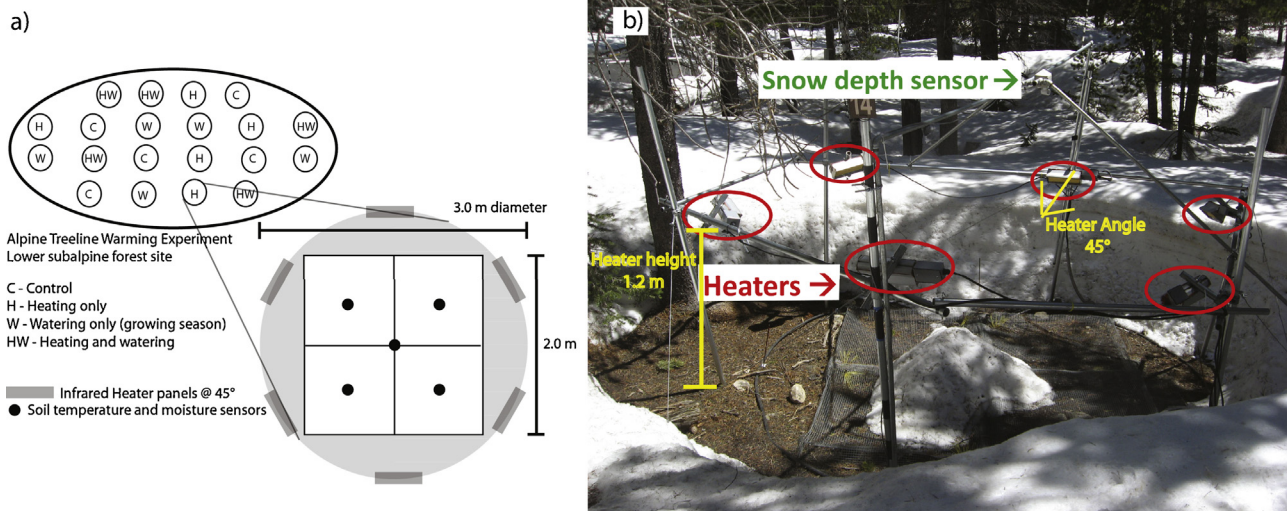 a)
HW HW H C
H C W W H HW
W HW C H C W
C W H HW
Alpine Treeline Warming Experiment
Lower subalpine forest site
C - Control
H - Heating only
W - Watering only (growing season)
HW - Heating and watering
Infrared Heater panels @ 45°
Soil temperature and moisture sensors
3.0 m diameter
2.0 m
b)
Snow depth sensor →
14
Heater Angle
45°
Heater height
1.2 m
Heaters →